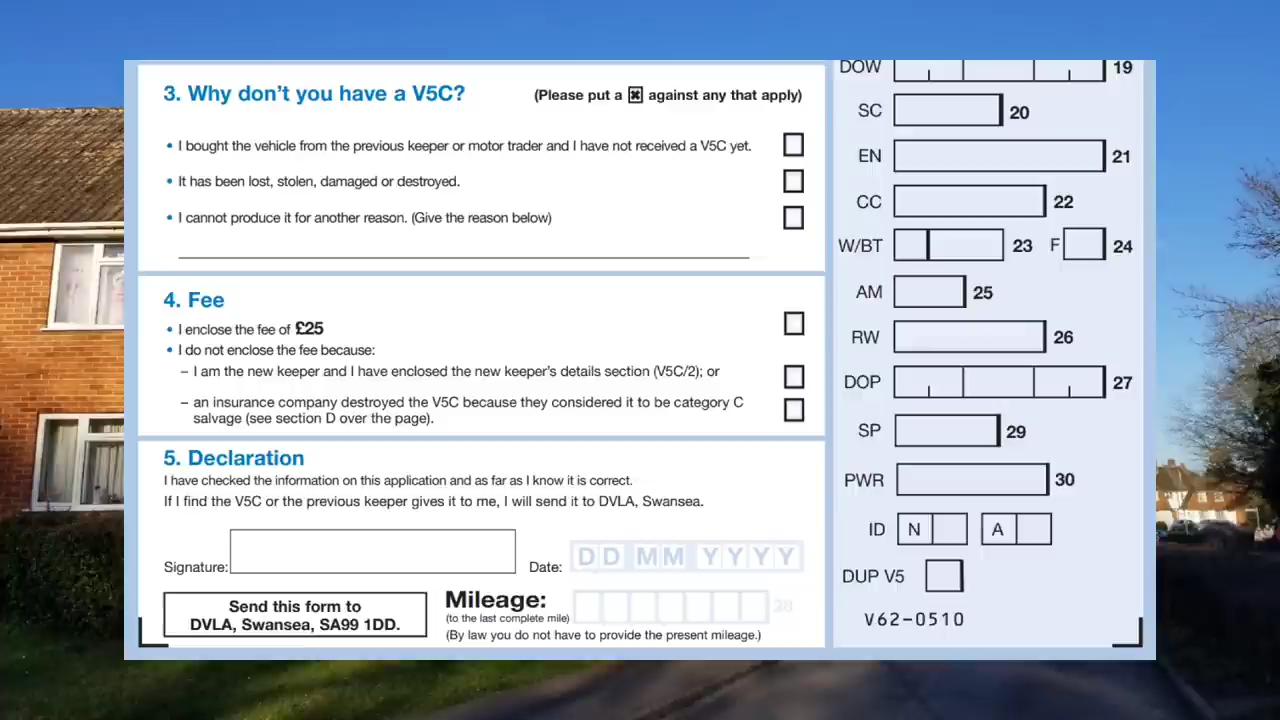 3. Why don't you have a V5C?
(Please put a ☒ against any that apply)
• I bought the vehicle from the previous keeper or motor trader and I have not received a V5C yet.
• It has been lost, stolen, damaged or destroyed.
• I cannot produce it for another reason. (Give the reason below)
4. Fee
• I enclose the fee of £25
• I do not enclose the fee because:
– I am the new keeper and I have enclosed the new keeper's details section (V5C/2); or
– an insurance company destroyed the V5C because they considered it to be category C
salvage (see section D over the page).
5. Declaration
I have checked the information on this application and as far as I know it is correct.
If I find the V5C or the previous keeper gives it to me, I will send it to DVLA, Swansea.
Signature:
Date: DD MM YYYY
Send this form to
DVLA, Swansea, SA99 1DD.
Mileage:
(to the last complete mile)
28
(By law you do not have to provide the present mileage.)
DOW 19
SC 20
EN 21
CC 22
W/BT 23 F 24
AM 25
RW 26
DOP 27
SP 29
PWR 30
ID N A
DUP V5
V62-0510